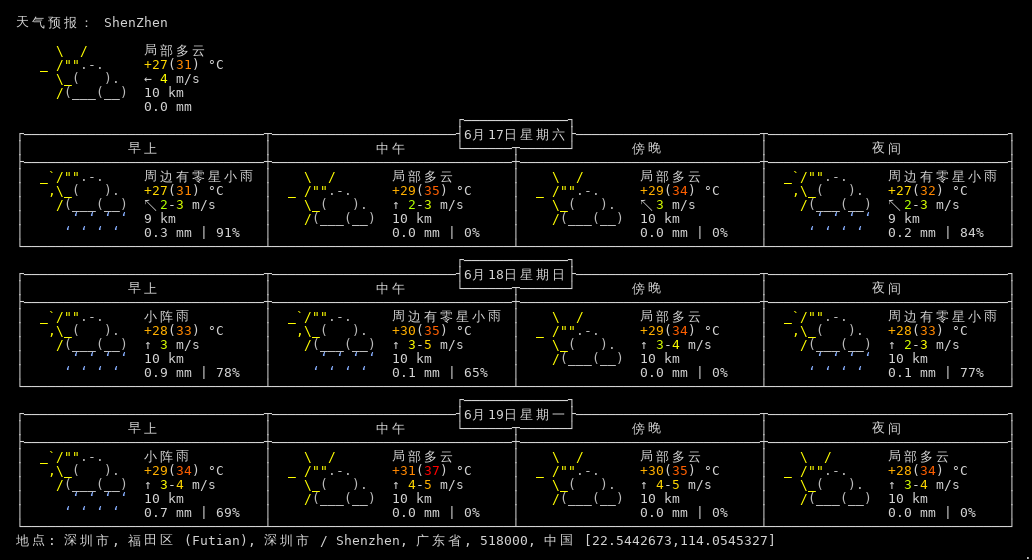 天气预报： ShenZhen
局部多云
+27(31) °C
← 4 m/s
10 km
0.0 mm
6月17日星期六
早上 中午 傍晚 夜间
周边有零星小雨 局部多云 局部多云 周边有零星小雨
+27(31) °C +29(35) °C +29(34) °C +27(32) °C
↖ 2-3 m/s ↑ 2-3 m/s ↖ 3 m/s ↖ 2-3 m/s
9 km 10 km 10 km 9 km
0.3 mm | 91% 0.0 mm | 0% 0.0 mm | 0% 0.2 mm | 84%
6月18日星期日
早上 中午 傍晚 夜间
小阵雨 周边有零星小雨 局部多云 周边有零星小雨
+28(33) °C +30(35) °C +29(34) °C +28(33) °C
↑ 3 m/s ↑ 3-5 m/s ↑ 3-4 m/s ↑ 2-3 m/s
10 km 10 km 10 km 10 km
0.9 mm | 78% 0.1 mm | 65% 0.0 mm | 0% 0.1 mm | 77%
6月19日星期一
早上 中午 傍晚 夜间
小阵雨 局部多云 局部多云 局部多云
+29(34) °C +31(37) °C +30(35) °C +28(34) °C
↑ 3-4 m/s ↑ 4-5 m/s ↑ 4-5 m/s ↑ 3-4 m/s
10 km 10 km 10 km 10 km
0.7 mm | 69% 0.0 mm | 0% 0.0 mm | 0% 0.0 mm | 0%
地点: 深圳市, 福田区 (Futian), 深圳市 / Shenzhen, 广东省, 518000, 中国 [22.5442673,114.0545327]